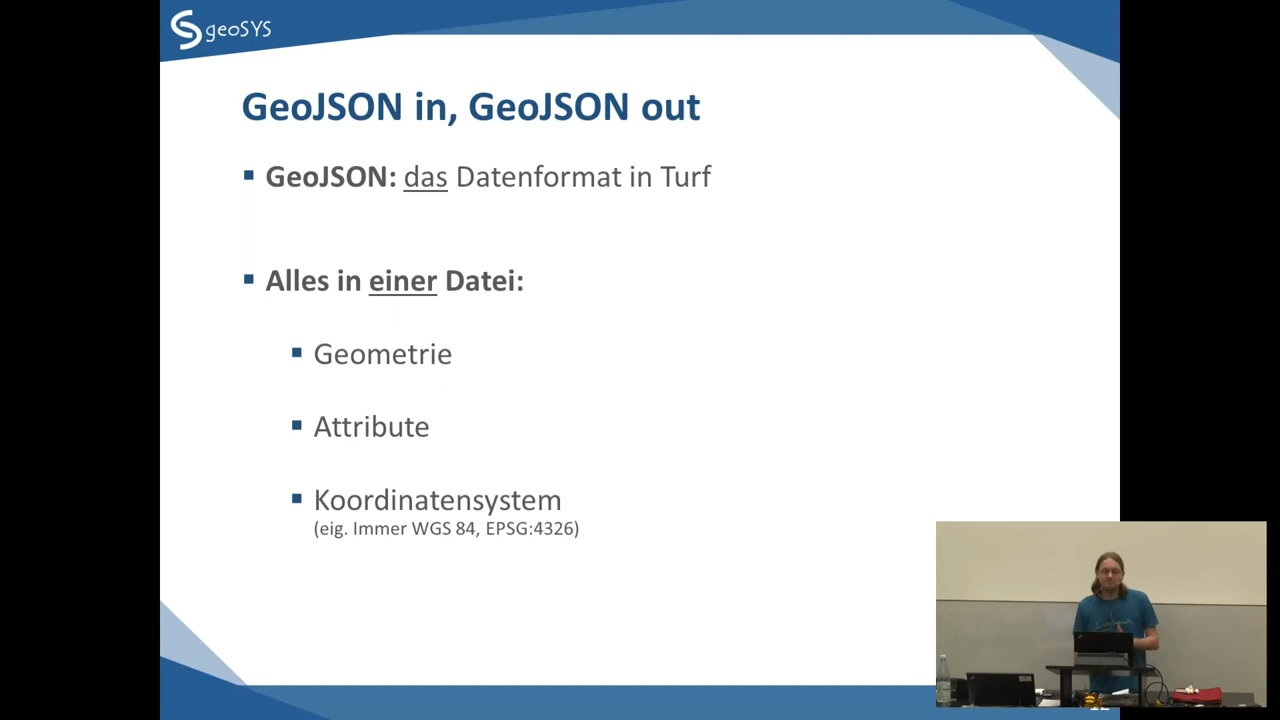 geoSYS
GeoJSON in, GeoJSON out
GeoJSON: das Datenformat in Turf
Alles in einer Datei:
Geometrie
Attribute
Koordinatensystem
(eig. Immer WGS 84, EPSG:4326)